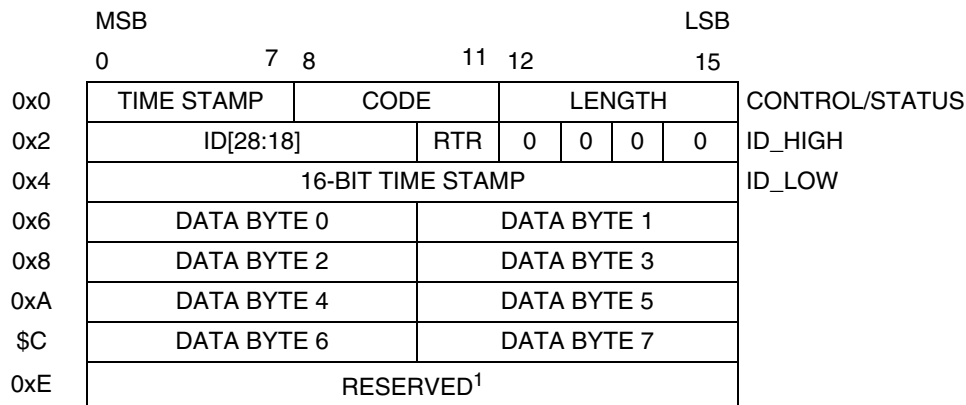 MSB LSB
0 7 8 11 12 15
0x0 TIME STAMP CODE LENGTH CONTROL/STATUS
0x2 ID[28:18] RTR 0 0 0 0 ID_HIGH
0x4 16-BIT TIME STAMP ID_LOW
0x6 DATA BYTE 0 DATA BYTE 1
0x8 DATA BYTE 2 DATA BYTE 3
0xA DATA BYTE 4 DATA BYTE 5
$C DATA BYTE 6 DATA BYTE 7
0xE RESERVED1